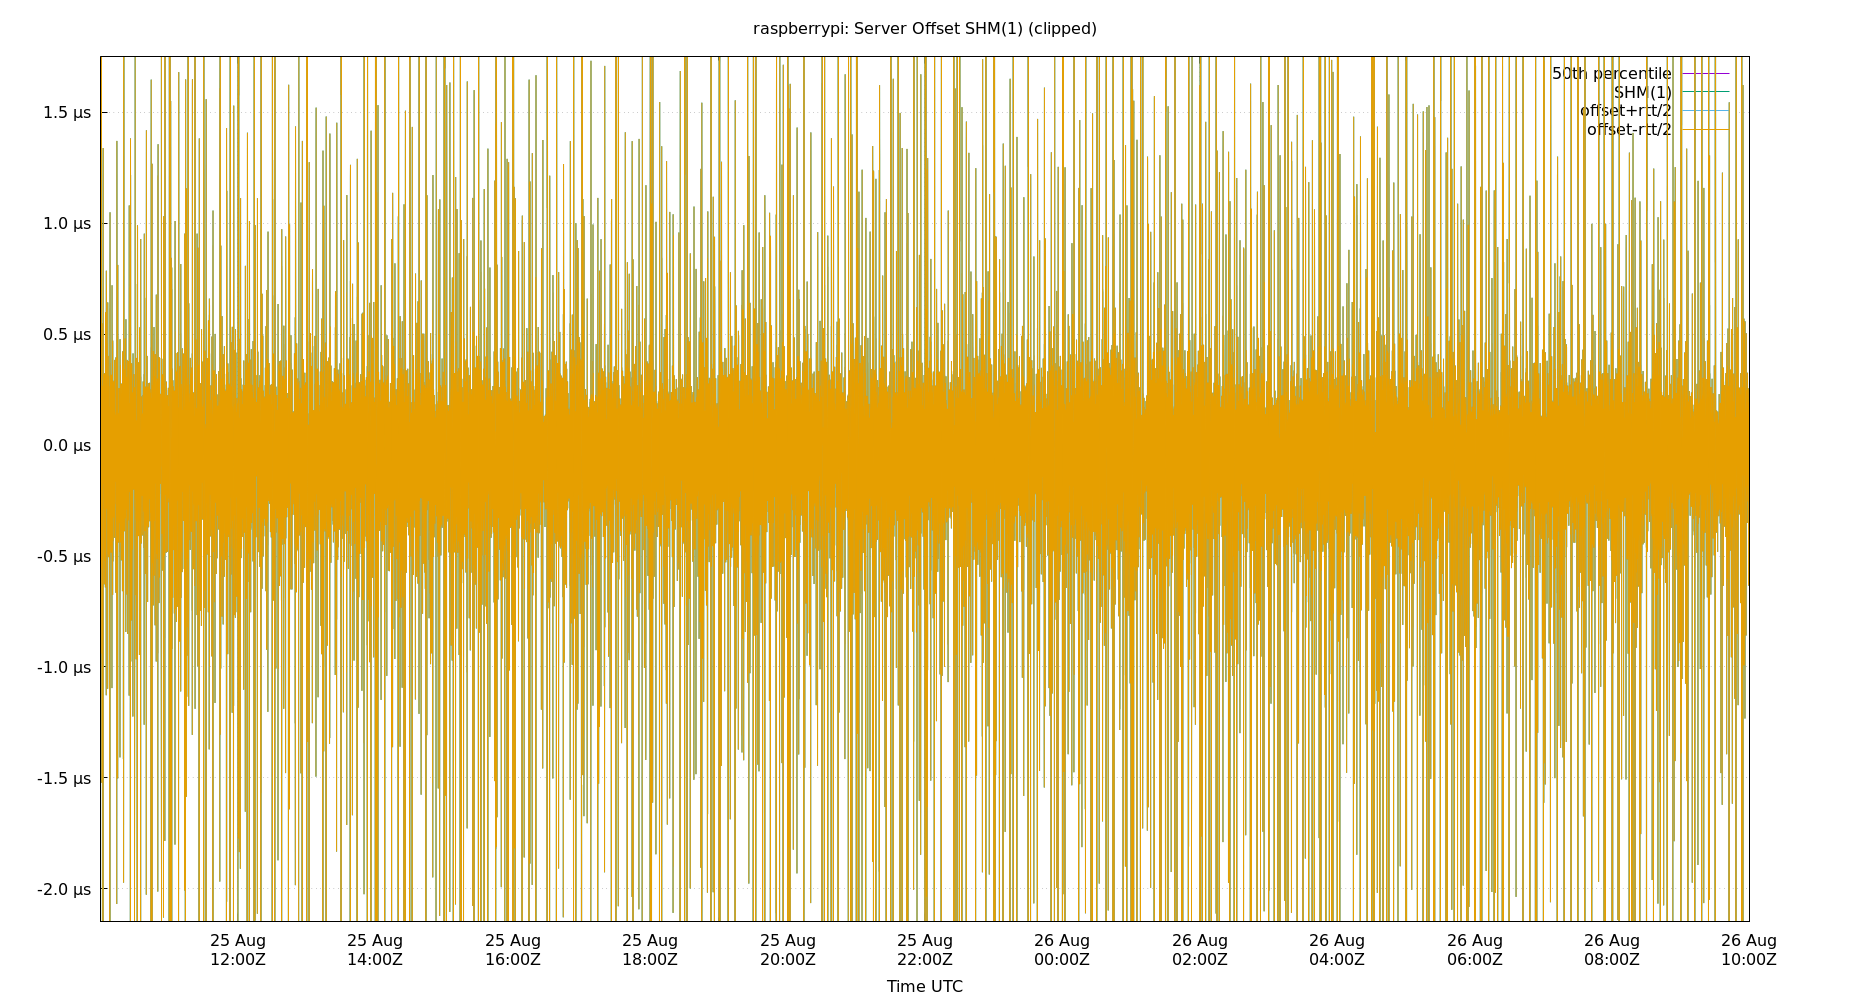 raspberrypi: Server Offset SHM(1) (clipped)
50th percentile
SHM(1)
offset+rtt/2
offset-rtt/2
1.5 µs
1.0 µs
0.5 µs
0.0 µs
-0.5 µs
-1.0 µs
-1.5 µs
-2.0 µs
25 Aug 25 Aug 25 Aug 25 Aug 25 Aug 25 Aug 26 Aug 26 Aug 26 Aug 26 Aug 26 Aug 26 Aug
12:00Z 14:00Z 16:00Z 18:00Z 20:00Z 22:00Z 00:00Z 02:00Z 04:00Z 06:00Z 08:00Z 10:00Z
Time UTC